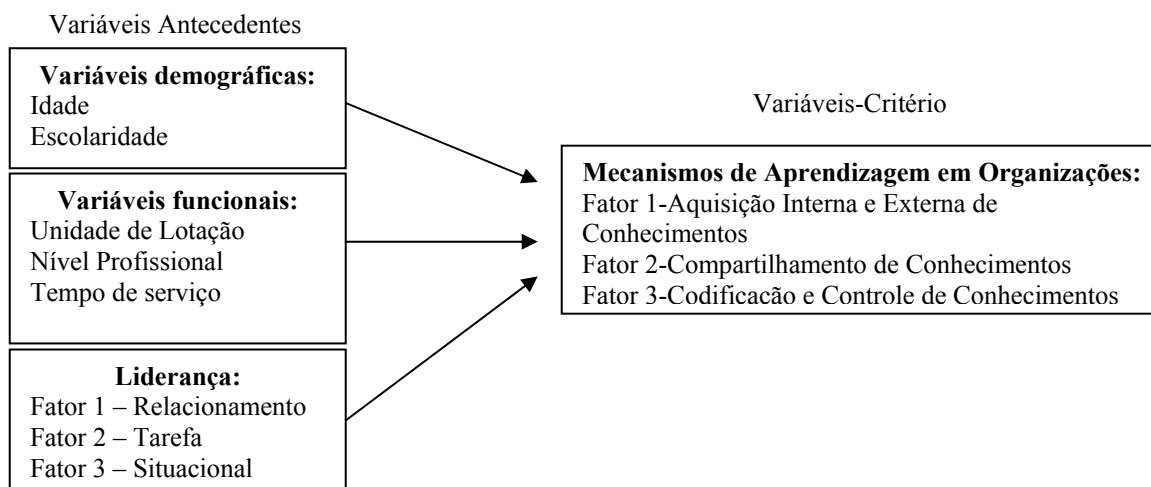 Variáveis Antecedentes
Variáveis demográficas:
Idade
Escolaridade
Variáveis funcionais:
Unidade de Lotação
Nível Profissional
Tempo de serviço
Liderança:
Fator 1 – Relacionamento
Fator 2 – Tarefa
Fator 3 – Situacional
Variáveis-Critério
Mecanismos de Aprendizagem em Organizações:
Fator 1-Aquisição Interna e Externa de
Conhecimentos
Fator 2-Compartilhamento de Conhecimentos
Fator 3-Codificacão e Controle de Conhecimentos